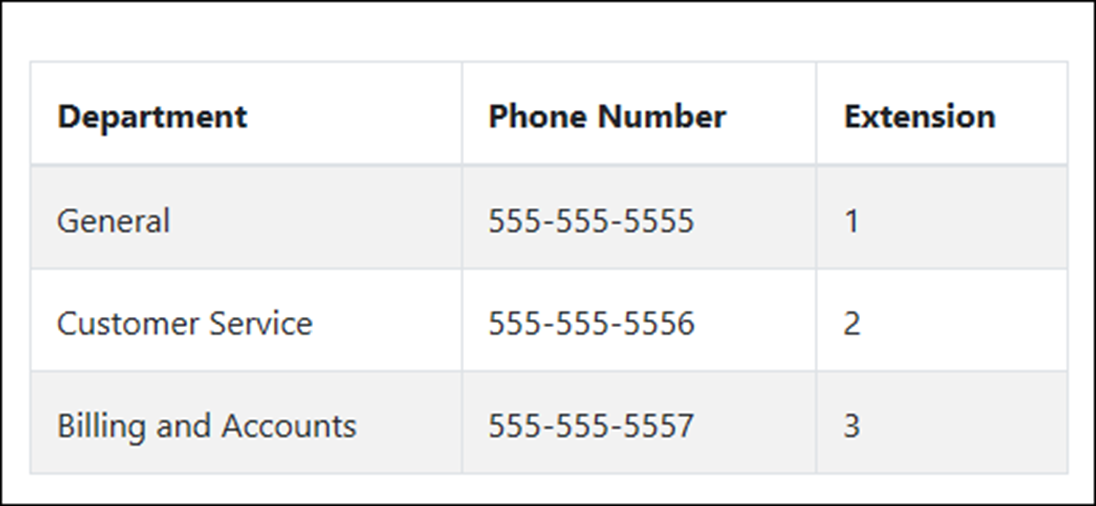 Department Phone Number Extension
General 555-555-5555 1
Customer Service 555-555-5556 2
Billing and Accounts 555-555-5557 3